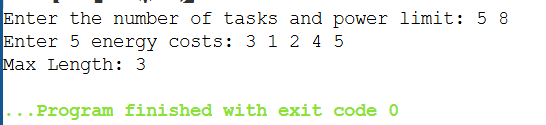 Enter the number of tasks and power limit: 5 8
Enter 5 energy costs: 3 1 2 4 5
Max Length: 3
...Program finished with exit code 0